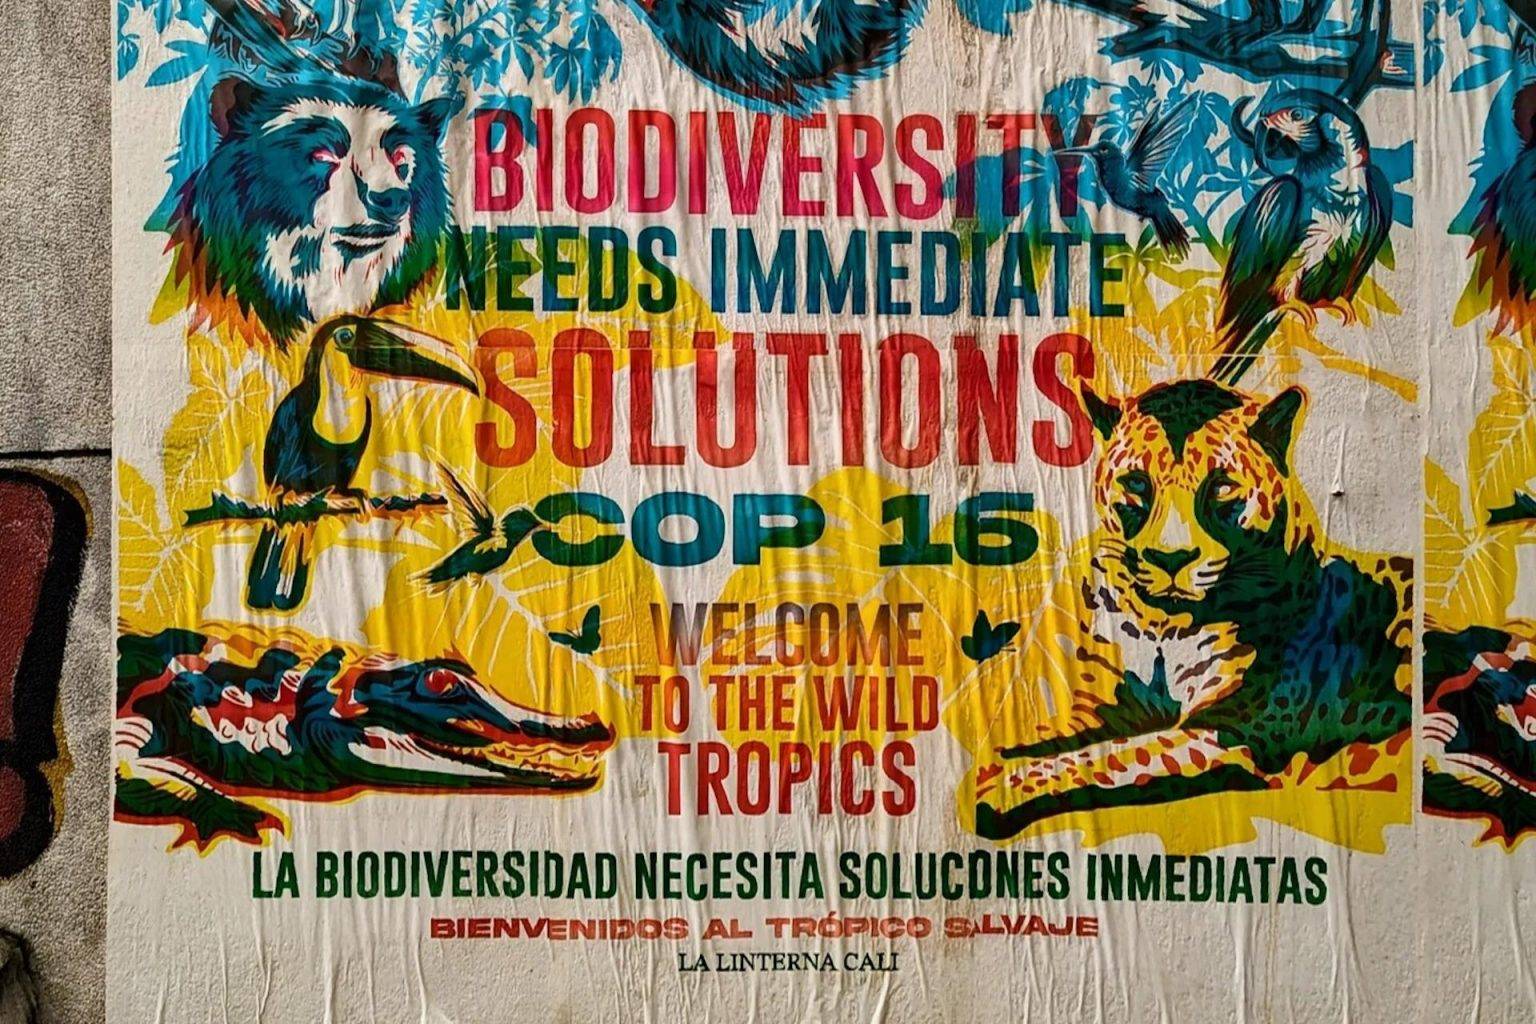 BIODIVERSITY
NEEDS IMMEDIATE
SOLUTIONS
COP 16
WELCOME
TO THE WILD
TROPICS
LA BIODIVERSIDAD NECESITA SOLUCONES INMEDIATAS
BIENVENIDOS AL TRÓPICO SALVAJE
LA LINTERNA CALI